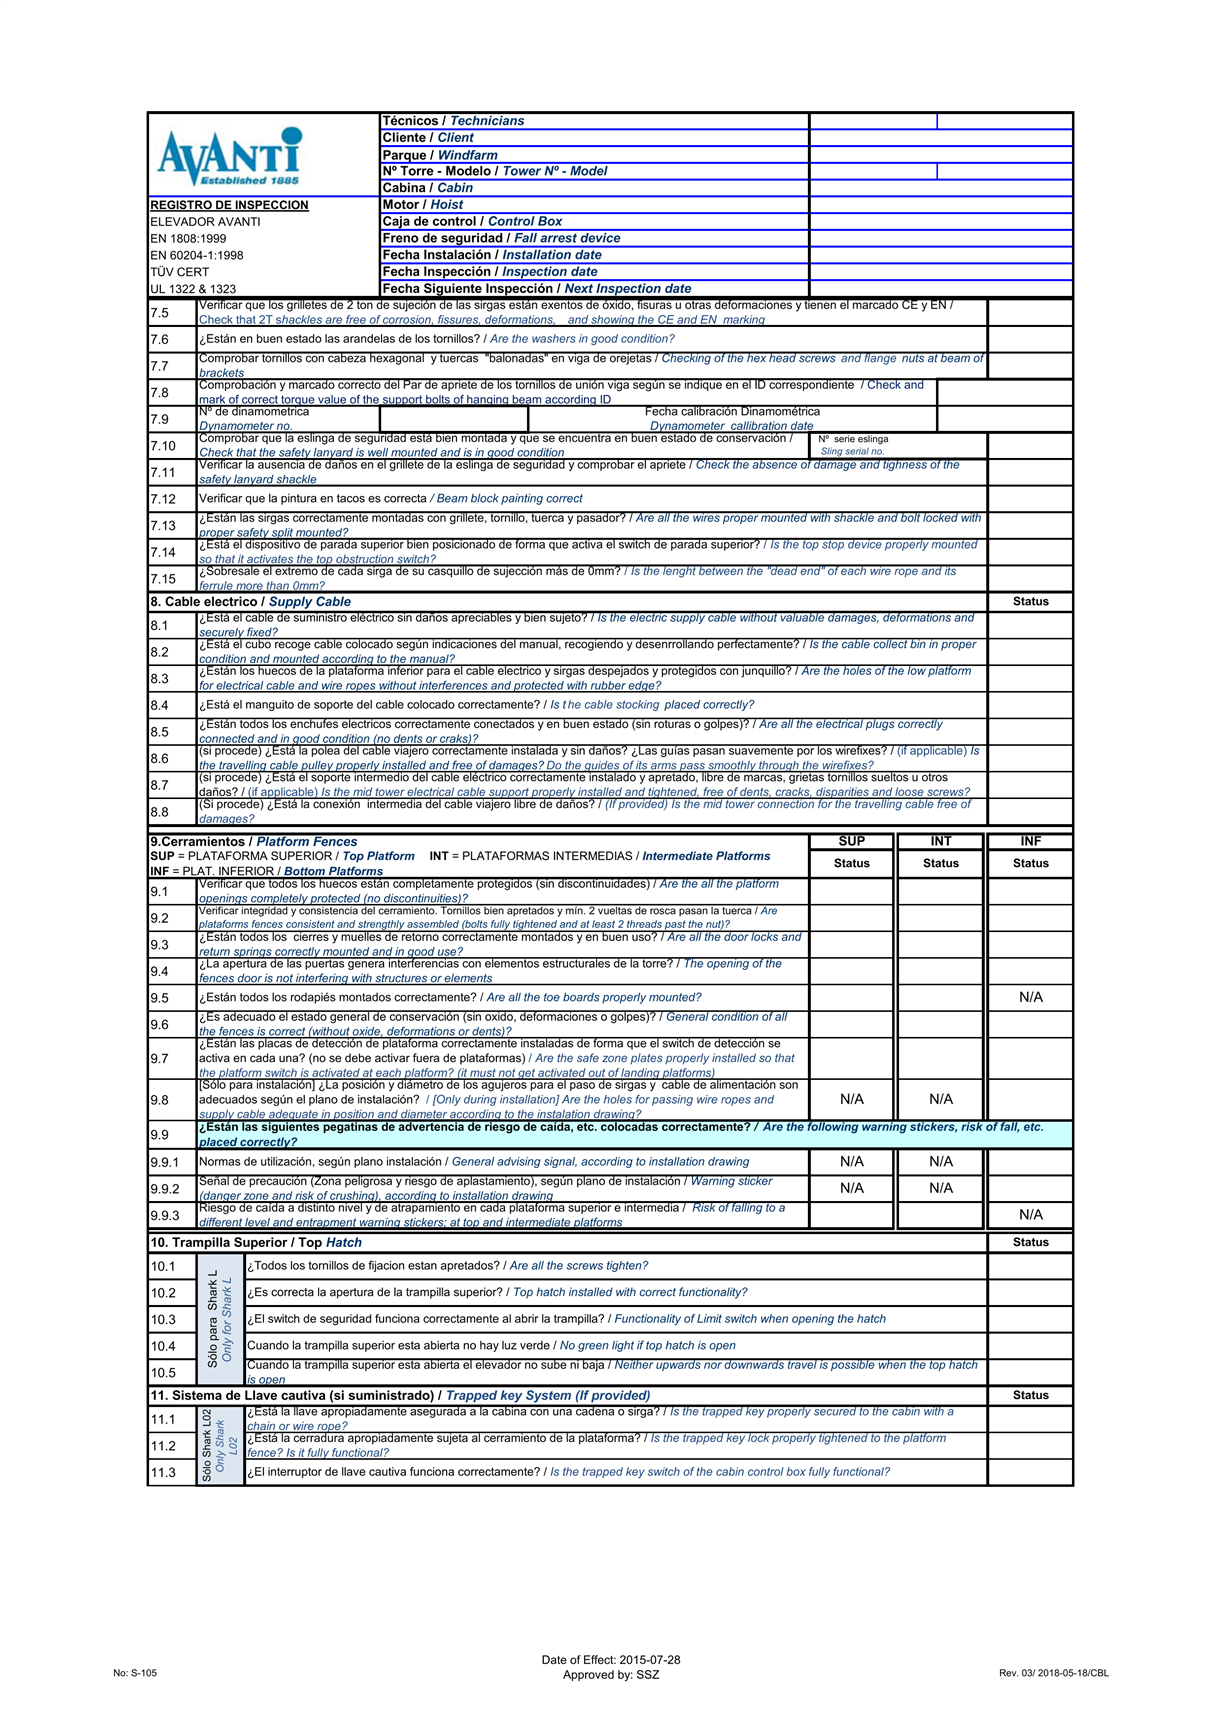 AVANTI
Established 1885
REGISTRO DE INSPECCION
ELEVADOR AVANTI
EN 1808:1999
EN 60204-1:1998
TÜV CERT
UL 1322 & 1323
Técnicos / Technicians
Cliente / Client
Parque / Windfarm
Nº Torre - Modelo / Tower Nº - Model
Cabina / Cabin
Motor / Hoist
Caja de control / Control Box
Freno de seguridad / Fall arrest device
Fecha Instalación / Installation date
Fecha Inspección / Inspection date
Fecha Siguiente Inspección / Next Inspection date
7.5 Verificar que los grilletes de 2 ton de sujeción de las sirgas están exentos de óxido, fisuras u otras deformaciones y tienen el marcado CE y EN /
Check that 2T shackles are free of corrosion, fissures, deformations, and showing the CE and EN marking
7.6 ¿Están en buen estado las arandelas de los tornillos? / Are the washers in good condition?
7.7 Comprobar tornillos con cabeza hexagonal y tuercas "balonadas" en viga de orejetas / Checking of the hex head screws and flange nuts at beam of
brackets
7.8 Comprobación y marcado correcto del Par de apriete de los tornillos de unión viga según se indique en el ID correspondiente / Check and
mark of correct torque value of the support bolts of hanging beam according ID
7.9 Nº de dinamometrica Fecha calibración Dinamométrica
Dynamometer no. Dynamometer callibration date
7.10 Comprobar que la eslinga de seguridad está bien montada y que se encuentra en buen estado de conservación / Nº serie eslinga
Check that the safety lanyard is well mounted and is in good condition Sling serial no.
7.11 Verificar la ausencia de daños en el grillete de la eslinga de seguridad y comprobar el apriete / Check the absence of damage and tighness of the
safety lanyard shackle
7.12 Verificar que la pintura en tacos es correcta / Beam block painting correct
7.13 ¿Están las sirgas correctamente montadas con grillete, tornillo, tuerca y pasador? / Are all the wires proper mounted with shackle and bolt locked with
proper safety split mounted?
7.14 ¿Está el dispositivo de parada superior bien posicionado de forma que activa el switch de parada superior? / Is the top stop device properly mounted
so that it activates the top obstruction switch?
7.15 ¿Sobresale el extremo de cada sirga de su casquillo de sujección más de 0mm? / Is the lenght between the "dead end" of each wire rope and its
ferrule more than 0mm?
8. Cable electrico / Supply Cable Status
8.1 ¿Está el cable de suministro eléctrico sin daños apreciables y bien sujeto? / Is the electric supply cable without valuable damages, deformations and
securely fixed?
8.2 ¿Está el cubo recoge cable colocado según indicaciones del manual, recogiendo y desenrrollando perfectamente? / Is the cable collect bin in proper
condition and mounted according to the manual?
8.3 ¿Están los huecos de la plataforma inferior para el cable electrico y sirgas despejados y protegidos con junquillo? / Are the holes of the low platform
for electrical cable and wire ropes without interferences and protected with rubber edge?
8.4 ¿Está el manguito de soporte del cable colocado correctamente? / Is the cable stocking placed correctly?
8.5 ¿Están todos los enchufes electricos correctamente conectados y en buen estado (sin roturas o golpes)? / Are all the electrical plugs correctly
connected and in good condition (no dents or craks)?
8.6 (si procede) ¿Está la polea del cable viajero correctamente instalada y sin daños? ¿Las guías pasan suavemente por los wirefixes? / (if applicable) Is
the travelling cable pulley properly installed and free of damages? Do the guides of its arms pass smoothly through the wirefixes?
8.7 (si procede) ¿Está el soporte intermedio del cable eléctrico correctamente instalado y apretado, libre de marcas, grietas tornillos sueltos u otros
daños? / (if applicable) Is the mid tower electrical cable support properly installed and tightened, free of dents, cracks, disparities and loose screws?
8.8 (Si procede) ¿Está la conexión intermedia del cable viajero libre de daños? / (If provided) Is the mid tower connection for the travelling cable free of
damages?
9.Cerramientos / Platform Fences SUP INT INF
SUP = PLATAFORMA SUPERIOR / Top Platform INT = PLATAFORMAS INTERMEDIAS / Intermediate Platforms
INF = PLAT. INFERIOR / Bottom Platforms
Status Status Status
9.1 Verificar que todos los huecos están completamente protegidos (sin discontinuidades) / Are the all the platform
openings completely protected (no discontinuities)?
9.2 Verificar integridad y consistencia del cerramiento. Tornillos bien apretados y mín. 2 vueltas de rosca pasan la tuerca / Are
plataforms fences consistent and strengthly assembled (bolts fully tightened and at least 2 threads past the nut)?
9.3 ¿Están todos los cierres y muelles de retorno correctamente montados y en buen uso? / Are all the door locks and
return springs correctly mounted and in good use?
9.4 ¿La apertura de las puertas genera interferencias con elementos estructurales de la torre? / The opening of the
fences door is not interfering with structures or elements
9.5 ¿Están todos los rodapiés montados correctamente? / Are all the toe boards properly mounted? N/A
9.6 ¿Es adecuado el estado general de conservación (sin oxido, deformaciones o golpes)? / General condition of all
the fences is correct (without oxide, deformations or dents)?
9.7 ¿Están las placas de detección de plataforma correctamente instaladas de forma que el switch de detección se
activa en cada una? (no se debe activar fuera de plataformas) / Are the safe zone plates properly installed so that
the platform switch is activated at each platform? (it must not get activated out of landing platforms)
9.8 [Sólo para instalación] ¿La posición y diámetro de los agujeros para el paso de sirgas y cable de alimentación son
adecuados según el plano de instalación? / [Only during installation] Are the holes for passing wire ropes and
supply cable adequate in position and diameter according to the instalation drawing?
N/A N/A
9.9 ¿Están las siguientes pegatinas de advertencia de riesgo de caída, etc. colocadas correctamente? / Are the following warning stickers, risk of fall, etc.
placed correctly?
9.9.1 Normas de utilización, según plano instalación / General advising signal, according to installation drawing N/A N/A
9.9.2 Señal de precaución (Zona peligrosa y riesgo de aplastamiento), según plano de instalación / Warning sticker
(danger zone and risk of crushing), according to installation drawing
N/A N/A
9.9.3 Riesgo de caída a distinto nivel y de atrapamiento en cada plataforma superior e intermedia / Risk of falling to a
different level and entrapment warning stickers; at top and intermediate platforms
N/A
10. Trampilla Superior / Top Hatch Status
Sólo para Shark L
Only for Shark L
10.1 ¿Todos los tornillos de fijacion estan apretados? / Are all the screws tighten?
10.2 ¿Es correcta la apertura de la trampilla superior? / Top hatch installed with correct functionality?
10.3 ¿El switch de seguridad funciona correctamente al abrir la trampilla? / Functionality of Limit switch when opening the hatch
10.4 Cuando la trampilla superior esta abierta no hay luz verde / No green light if top hatch is open
10.5 Cuando la trampilla superior esta abierta el elevador no sube ni baja / Neither upwards nor downwards travel is possible when the top hatch
is open
11. Sistema de Llave cautiva (si suministrado) / Trapped key System (If provided) Status
Sólo Shark L02
Only Shark
L02
11.1 ¿Está la llave apropiadamente asegurada a la cabina con una cadena o sirga? / Is the trapped key properly secured to the cabin with a
chain or wire rope?
11.2 ¿Está la cerradura apropiadamente sujeta al cerramiento de la plataforma? / Is the trapped key lock properly tightened to the platform
fence? Is it fully functional?
11.3 ¿El interruptor de llave cautiva funciona correctamente? / Is the trapped key switch of the cabin control box fully functional?
Date of Effect: 2015-07-28
No: S-105 Approved by: SSZ Rev. 03/ 2018-05-18/CBL